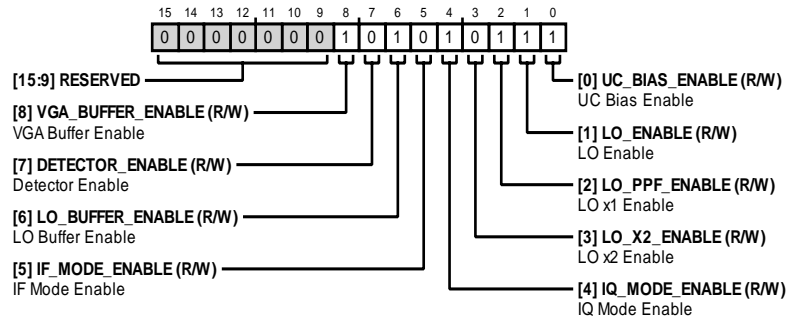 15 14 13 12 11 10 9 8 7 6 5 4 3 2 1 0
0 0 0 0 0 0 0 1 0 1 0 1 0 1 1 1
[15:9] RESERVED
[8] VGA_BUFFER_ENABLE (R/W)
VGA Buffer Enable
[7] DETECTOR_ENABLE (R/W)
Detector Enable
[6] LO_BUFFER_ENABLE (R/W)
LO Buffer Enable
[5] IF_MODE_ENABLE (R/W)
IF Mode Enable
[0] UC_BIAS_ENABLE (R/W)
UC Bias Enable
[1] LO_ENABLE (R/W)
LO Enable
[2] LO_PPF_ENABLE (R/W)
LO x1 Enable
[3] LO_X2_ENABLE (R/W)
LO x2 Enable
[4] IQ_MODE_ENABLE (R/W)
IQ Mode Enable